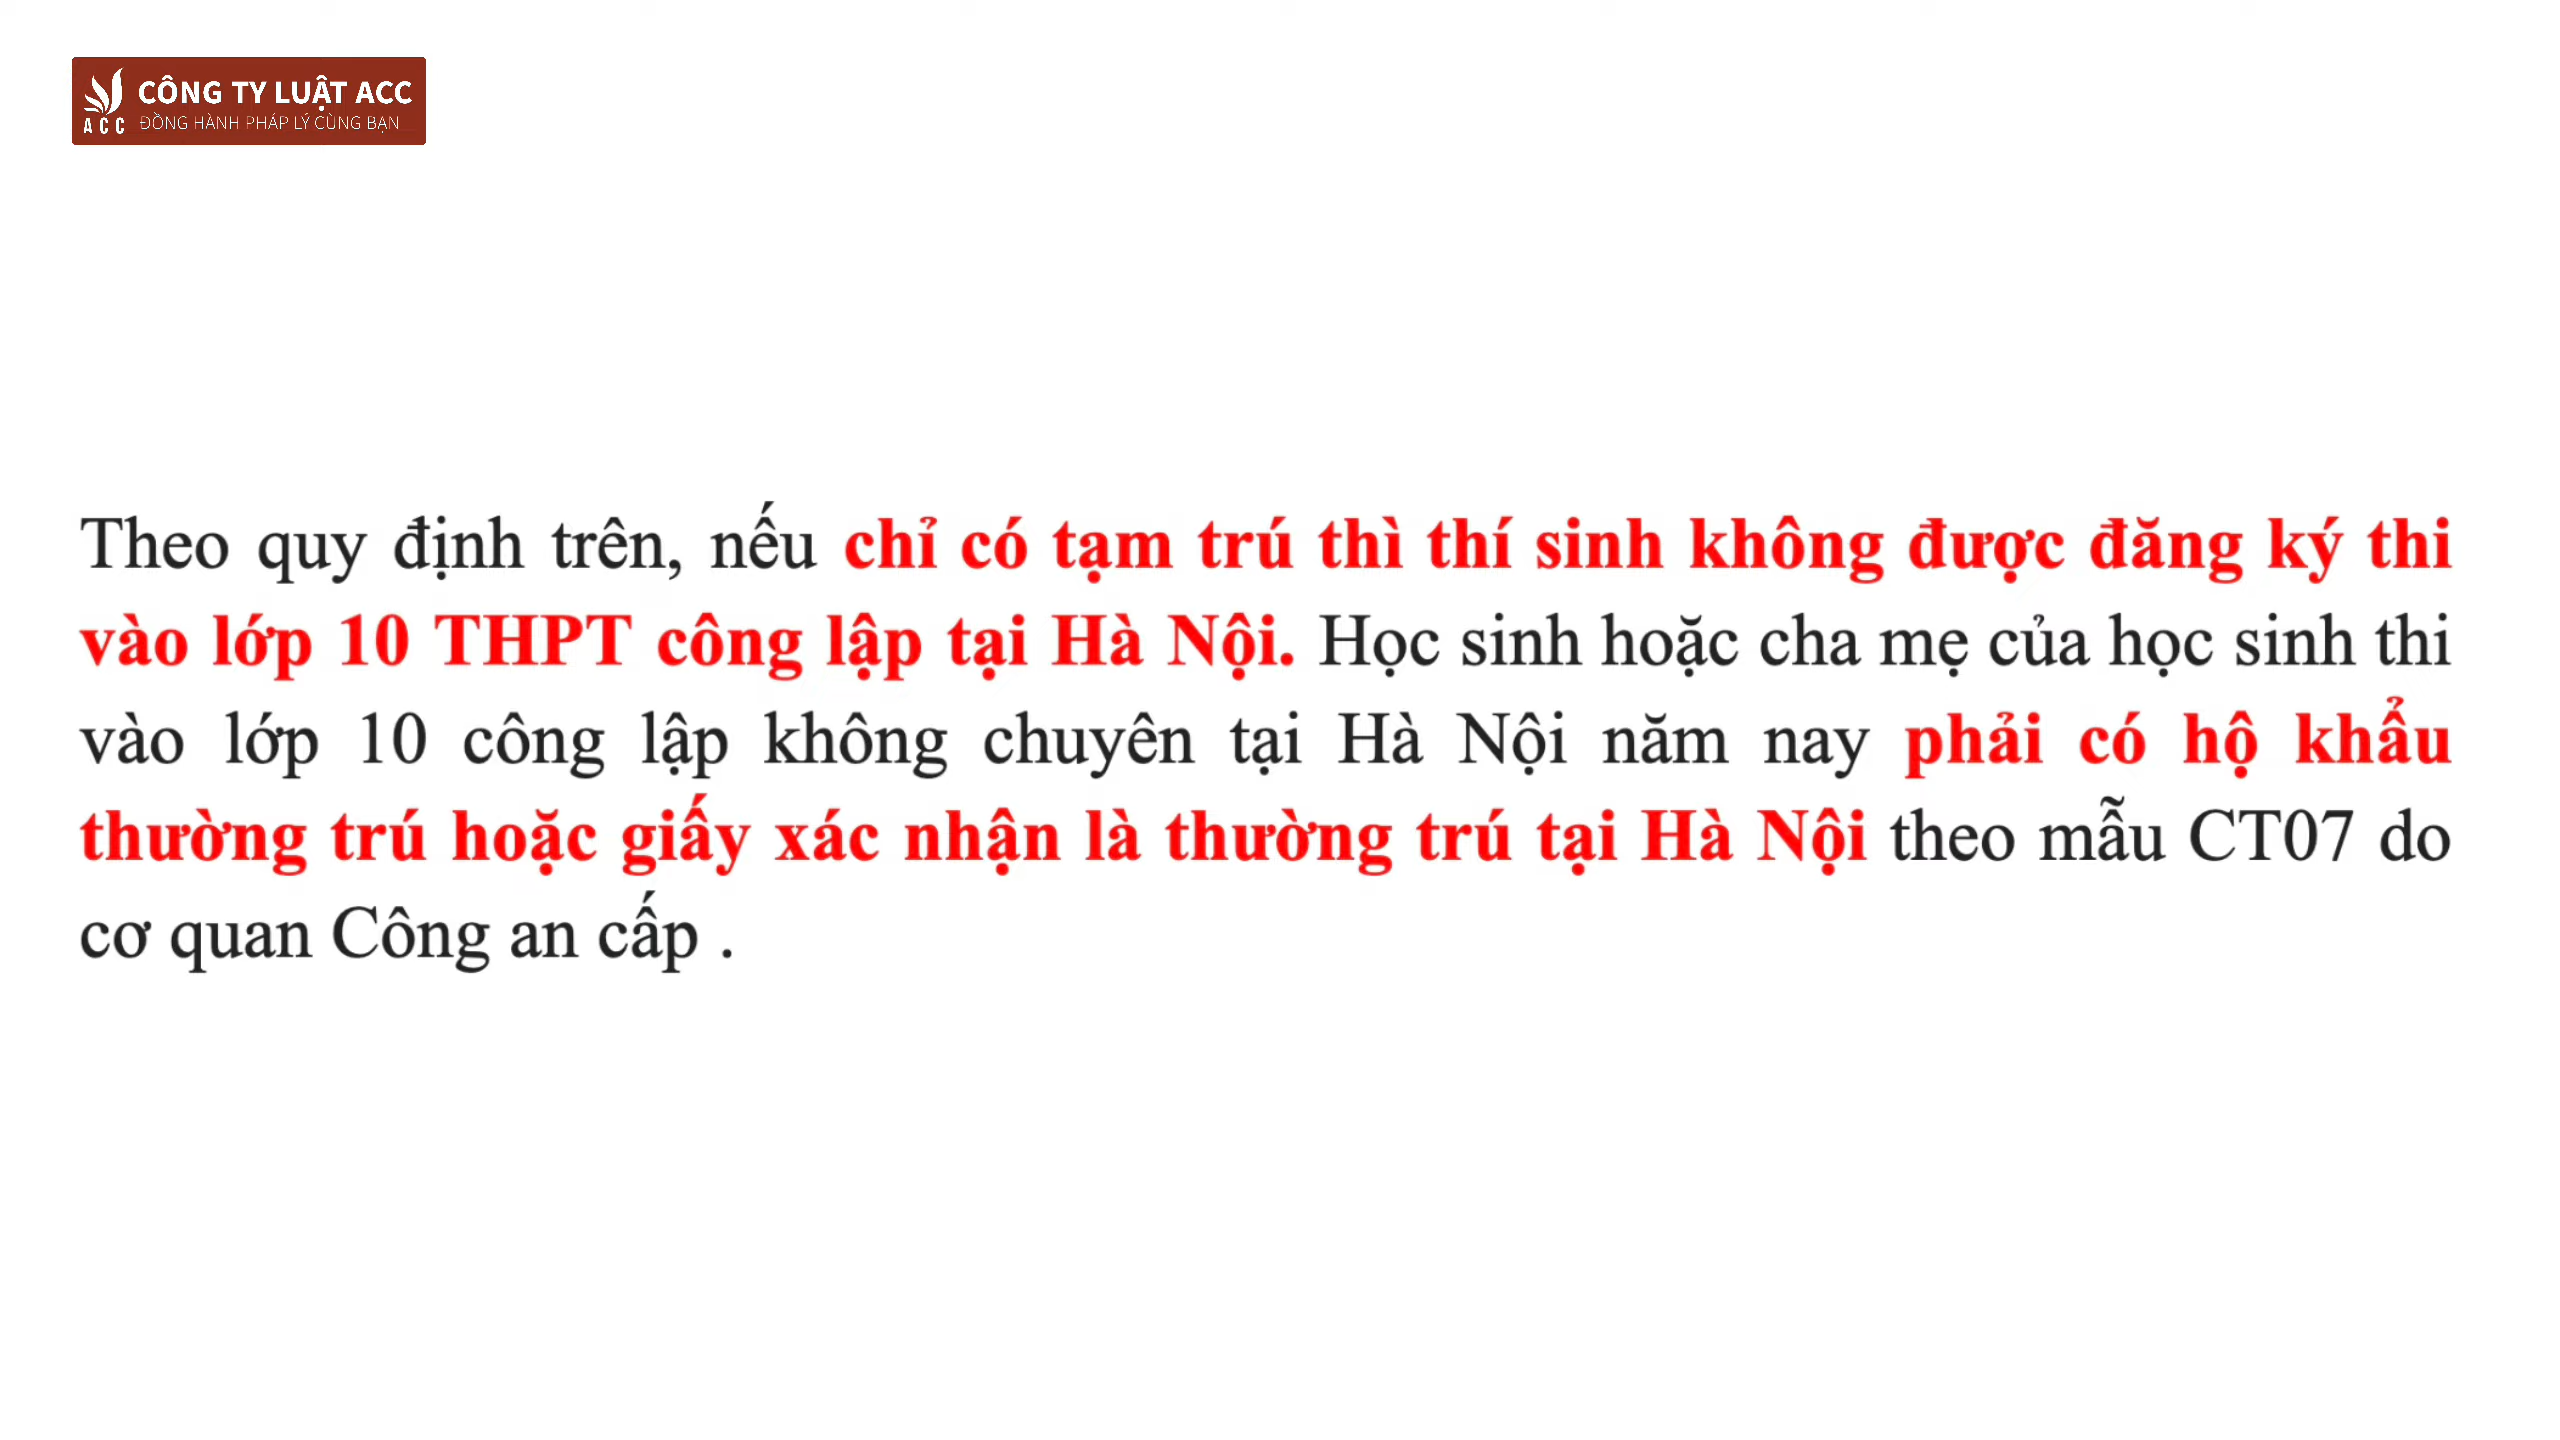 CÔNG TY LUẬT ACC
ACC ĐỒNG HÀNH PHÁP LÝ CÙNG BẠN
Theo quy định trên, nếu chỉ có tạm trú thì thí sinh không được đăng ký thi
vào lớp 10 THPT công lập tại Hà Nội. Học sinh hoặc cha mẹ của học sinh thi
vào lớp 10 công lập không chuyên tại Hà Nội năm nay phải có hộ khẩu
thường trú hoặc giấy xác nhận là thường trú tại Hà Nội theo mẫu CT07 do
cơ quan Công an cấp .